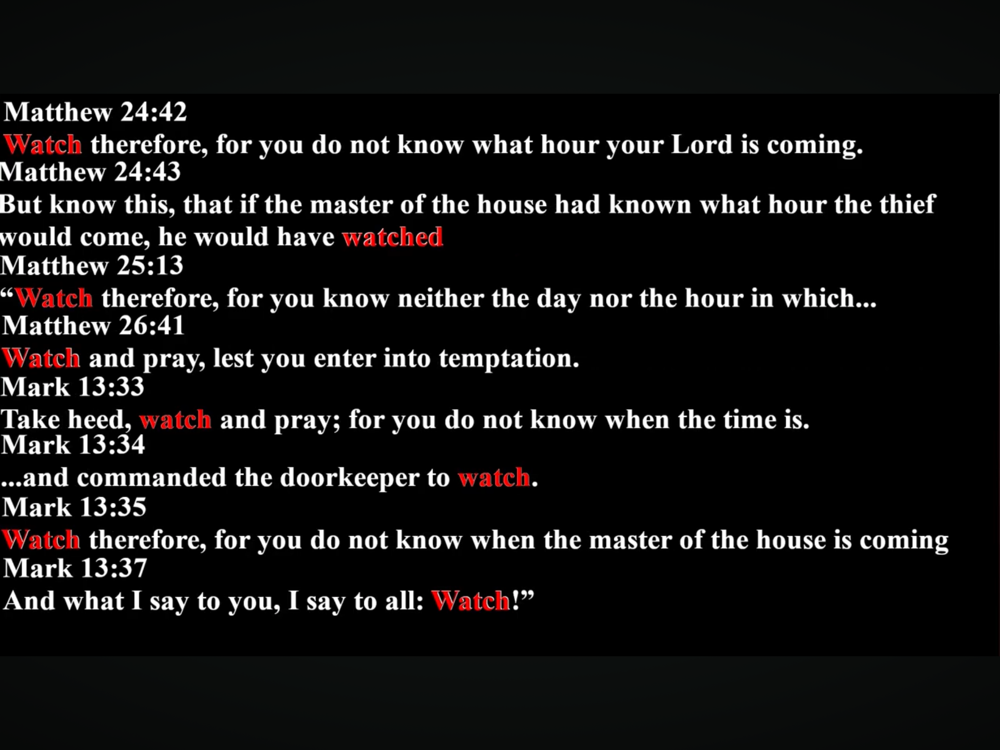 Matthew 24:42
Watch therefore, for you do not know what hour your Lord is coming.
Matthew 24:43
But know this, that if the master of the house had known what hour the thief
would come, he would have watched
Matthew 25:13
“Watch therefore, for you know neither the day nor the hour in which...
Matthew 26:41
Watch and pray, lest you enter into temptation.
Mark 13:33
Take heed, watch and pray; for you do not know when the time is.
Mark 13:34
...and commanded the doorkeeper to watch.
Mark 13:35
Watch therefore, for you do not know when the master of the house is coming
Mark 13:37
And what I say to you, I say to all: Watch!”